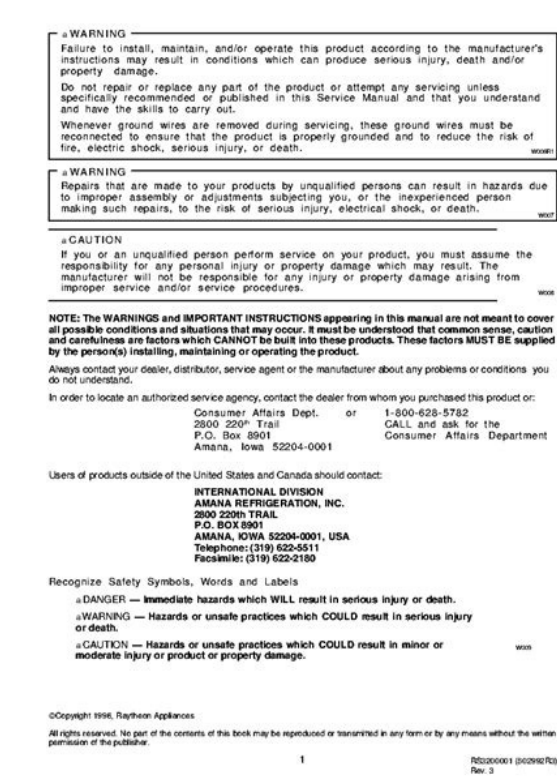 a WARNING
Failure to install, maintain, and/or operate this product according to the manufacturer's
instructions may result in conditions which can produce serious injury, death and/or
property damage.
Do not repair or replace any part of the product or attempt any servicing unless
specifically recommended or published in this Service Manual and that you understand
and have the skills to carry out.
Whenever ground wires are removed during servicing, these ground wires must be
reconnected to ensure that the product is properly grounded and to reduce the risk of
fire, electric shock, serious injury, or death.
a WARNING
Repairs that are made to your products by unqualified persons can result in hazards due
to improper assembly or adjustments subjecting you, or the inexperienced person
making such repairs, to the risk of serious injury, electrical shock, or death.
W007
a CAUTION
If you or an unqualified person perform service on your product, you must assume the
responsibility for any personal injury or property damage which may result. The
manufacturer will not be responsible for any injury or property damage arising from
improper service and/or service procedures.
W008
NOTE: The WARNINGS and IMPORTANT INSTRUCTIONS appearing in this manual are not meant to cover
all possible conditions and situations that may occur. It must be understood that common sense, caution
and carefulness are factors which CANNOT be built into these products. These factors MUST BE supplied
by the person(s) installing, maintaining or operating the product.
Always contact your dealer, distributor, service agent or the manufacturer about any problems or conditions you
do not understand.
In order to locate an authorized service agency, contact the dealer from whom you purchased this product or:
Consumer Affairs Dept. or 1-800-628-5782
2800 220th Trail CALL and ask for the
P.O. Box 8901 Consumer Affairs Department
Amana, Iowa 52204-0001
Users of products outside of the United States and Canada should contact:
INTERNATIONAL DIVISION
AMANA REFRIGERATION, INC.
2800 220th TRAIL
P.O. BOX 8901
AMANA, IOWA 52204-0001, USA
Telephone: (319) 622-5511
Facsimile: (319) 622-2180
Recognize Safety Symbols, Words and Labels
a DANGER — Immediate hazards which WILL result in serious injury or death.
a WARNING — Hazards or unsafe practices which COULD result in serious injury
or death.
a CAUTION — Hazards or unsafe practices which COULD result in minor or
moderate injury or product or property damage.
W009
©Copyright 1996, Raytheon Appliances
All rights reserved. No part of the contents of this book may be reproduced or transmitted in any form or by any means without the written
permission of the publisher.
1
Rev. 3